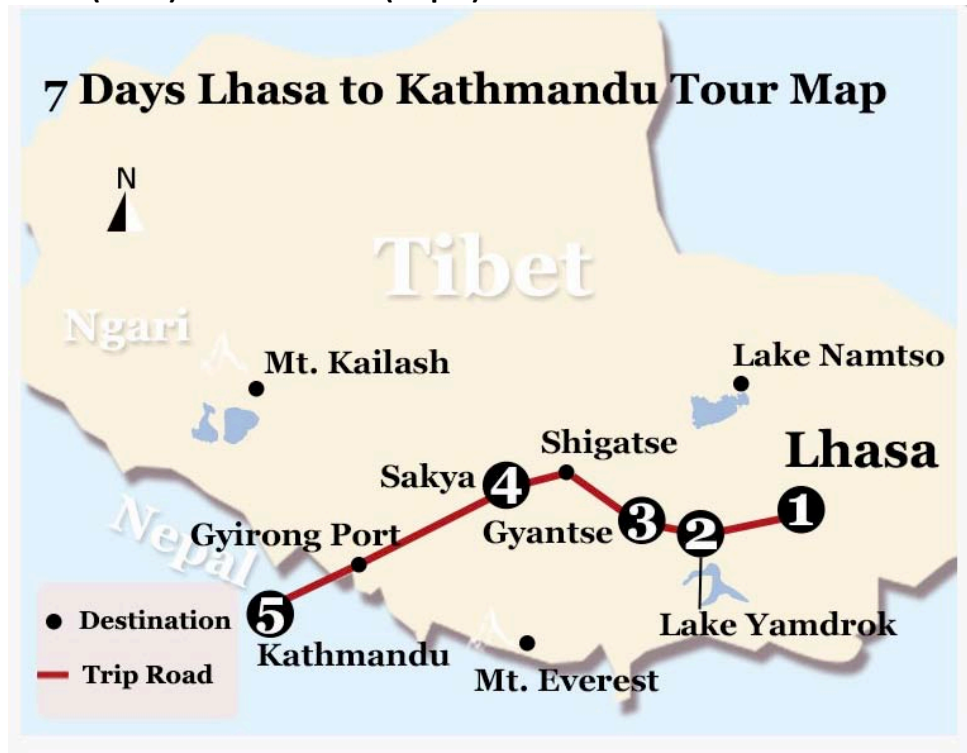 7 Days Lhasa to Kathmandu Tour Map
N
Tibet
Ngari
Mt. Kailash
Lake Namtso
Lhasa
Shigatse
Sakya
4
1
Gyantse
3
2
Nepal
Gyirong Port
5
Kathmandu
Lake Yamdrok
Mt. Everest
Destination
Trip Road